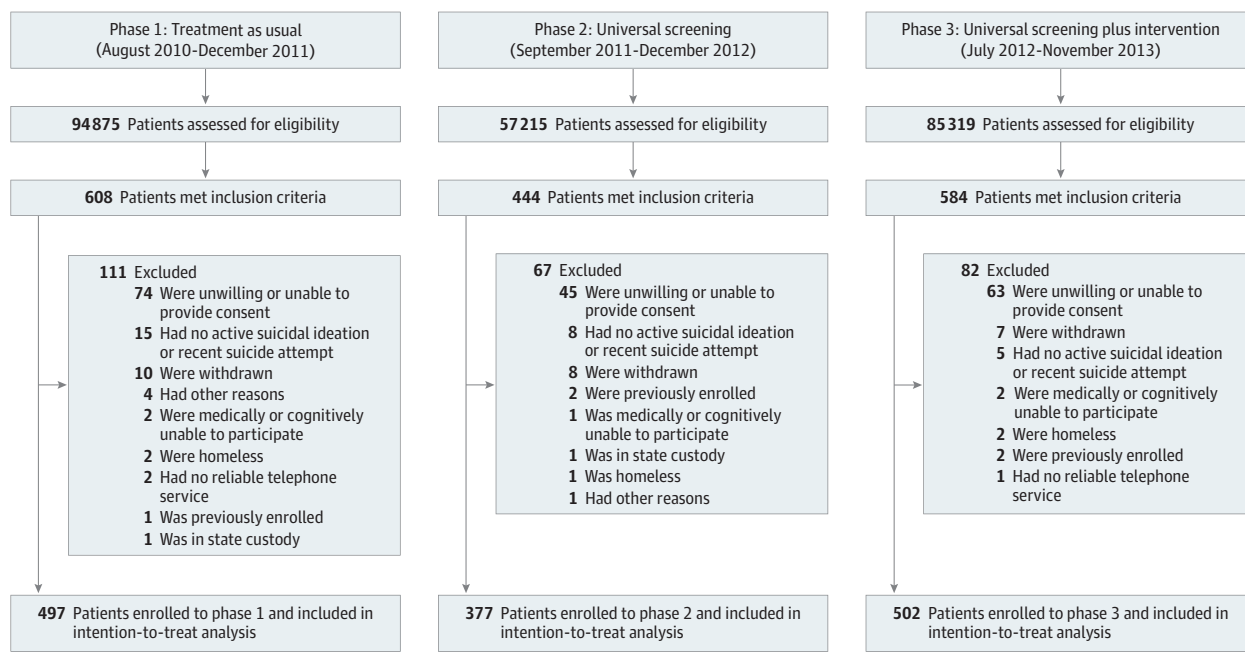 Phase 1: Treatment as usual
(August 2010-December 2011)
94875 Patients assessed for eligibility
608 Patients met inclusion criteria
111 Excluded
74 Were unwilling or unable to
provide consent
15 Had no active suicidal ideation
or recent suicide attempt
10 Were withdrawn
4 Had other reasons
2 Were medically or cognitively
unable to participate
2 Were homeless
2 Had no reliable telephone
service
1 Was previously enrolled
1 Was in state custody
497 Patients enrolled to phase 1 and included in
intention-to-treat analysis
Phase 2: Universal screening
(September 2011-December 2012)
57215 Patients assessed for eligibility
444 Patients met inclusion criteria
67 Excluded
45 Were unwilling or unable to
provide consent
8 Had no active suicidal ideation
or recent suicide attempt
8 Were withdrawn
2 Were previously enrolled
1 Was medically or cognitively
unable to participate
1 Was in state custody
1 Was homeless
1 Had other reasons
377 Patients enrolled to phase 2 and included in
intention-to-treat analysis
Phase 3: Universal screening plus intervention
(July 2012-November 2013)
85319 Patients assessed for eligibility
584 Patients met inclusion criteria
82 Excluded
63 Were unwilling or unable to
provide consent
7 Were withdrawn
5 Had no active suicidal ideation
or recent suicide attempt
2 Were medically or cognitively
unable to participate
2 Were homeless
2 Were previously enrolled
1 Had no reliable telephone
service
502 Patients enrolled to phase 3 and included in
intention-to-treat analysis